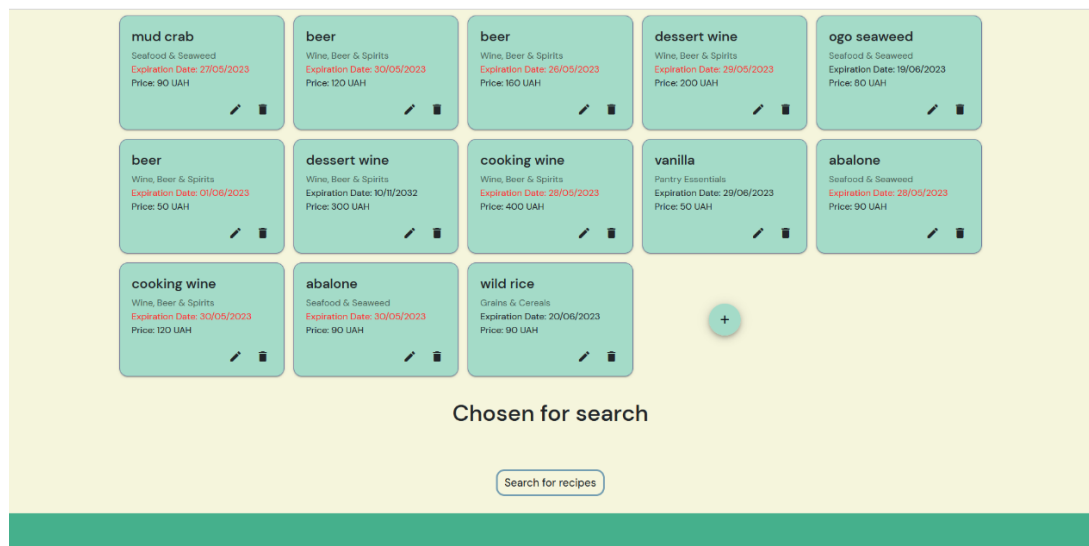 mud crab
Seafood & Seaweed
Expiration Date: 27/05/2023
Price: 90 UAH
beer
Wine, Beer & Spirits
Expiration Date: 30/05/2023
Price: 120 UAH
beer
Wine, Beer & Spirits
Expiration Date: 26/05/2023
Price: 160 UAH
dessert wine
Wine, Beer & Spirits
Expiration Date: 29/05/2023
Price: 200 UAH
ogo seaweed
Seafood & Seaweed
Expiration Date: 19/06/2023
Price: 80 UAH
beer
Wine, Beer & Spirits
Expiration Date: 01/06/2023
Price: 50 UAH
dessert wine
Wine, Beer & Spirits
Expiration Date: 10/11/2032
Price: 300 UAH
cooking wine
Wine, Beer & Spirits
Expiration Date: 28/05/2023
Price: 400 UAH
vanilla
Pantry Essentials
Expiration Date: 29/06/2023
Price: 50 UAH
abalone
Seafood & Seaweed
Expiration Date: 28/05/2023
Price: 90 UAH
cooking wine
Wine, Beer & Spirits
Expiration Date: 30/05/2023
Price: 120 UAH
abalone
Seafood & Seaweed
Expiration Date: 30/05/2023
Price: 90 UAH
wild rice
Grains & Cereals
Expiration Date: 20/06/2023
Price: 90 UAH
+
Chosen for search
Search for recipes